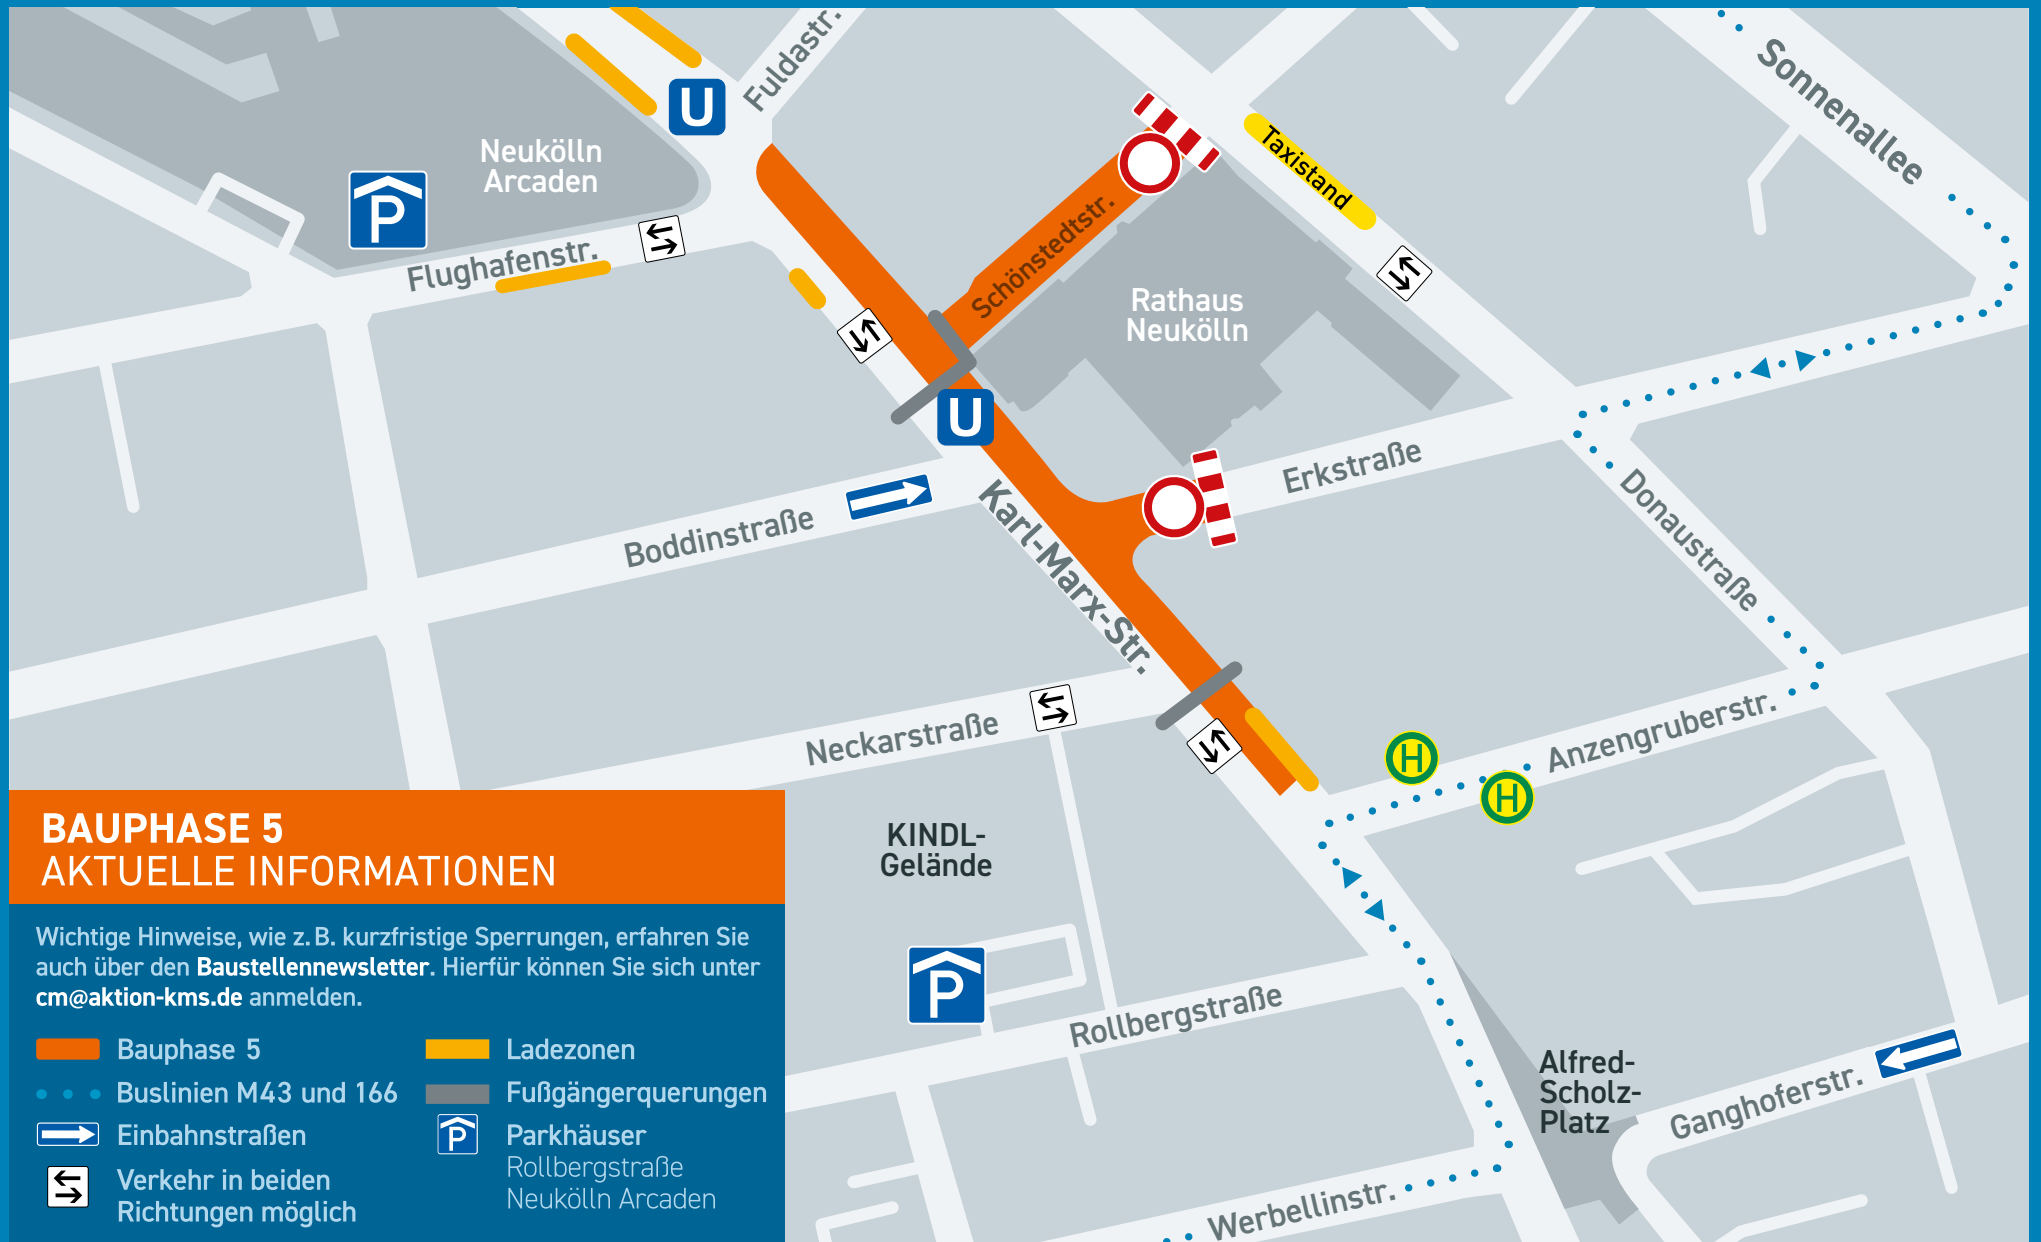 Fuldastr.
Sonnenallee
U
Taxistand
Neukölln
Arcaden
P
Flughafenstr.
Schönstedtstr.
Rathaus
Neukölln
U
Erkstraße
Boddinstraße
Karl-Marx-Str.
Donaustraße
Neckarstraße
Anzengruberstr.
H
H
KINDL-
Gelände
P
Rollbergstraße
Alfred-
Scholz-
Platz
Ganghoferstr.
Werbellinstr.
BAUPHASE 5
AKTUELLE INFORMATIONEN
Wichtige Hinweise, wie z. B. kurzfristige Sperrungen, erfahren Sie
auch über den Baustellennewsletter. Hierfür können Sie sich unter
cm@aktion-kms.de anmelden.
Bauphase 5
Buslinien M43 und 166
Einbahnstraßen
Verkehr in beiden
Richtungen möglich
Ladezonen
Fußgängerquerungen
P
Parkhäuser
Rollbergstraße
Neukölln Arcaden